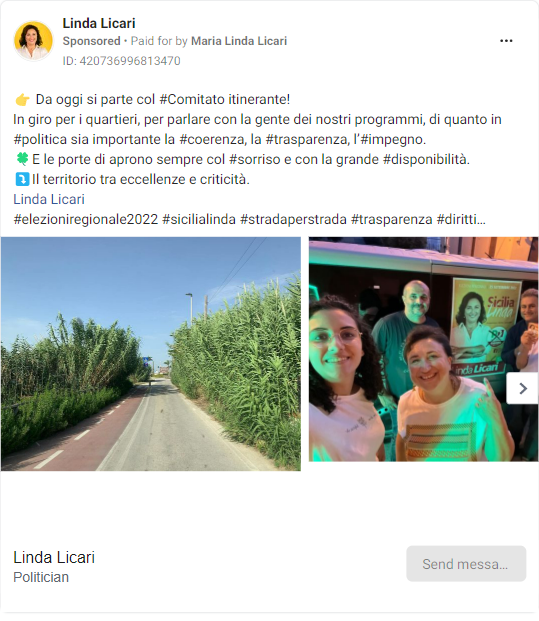 Linda Licari
Sponsored • Paid for by Maria Linda Licari
ID: 420736996813470
👉 Da oggi si parte col #Comitato itinerante!
In giro per i quartieri, per parlare con la gente dei nostri programmi, di quanto in
#politica sia importante la #coerenza, la #trasparenza, l'#impegno.
🍀E le porte di aprono sempre col #sorriso e con la grande #disponibilità.
⤵️Il territorio tra eccellenze e criticità.
Linda Licari
#elezioniregionale2022 #sicilialinda #stradaperstrada #trasparenza #diritti...
Sicilia
Linda
Linda Licari
Linda Licari
Politician
Send messa...